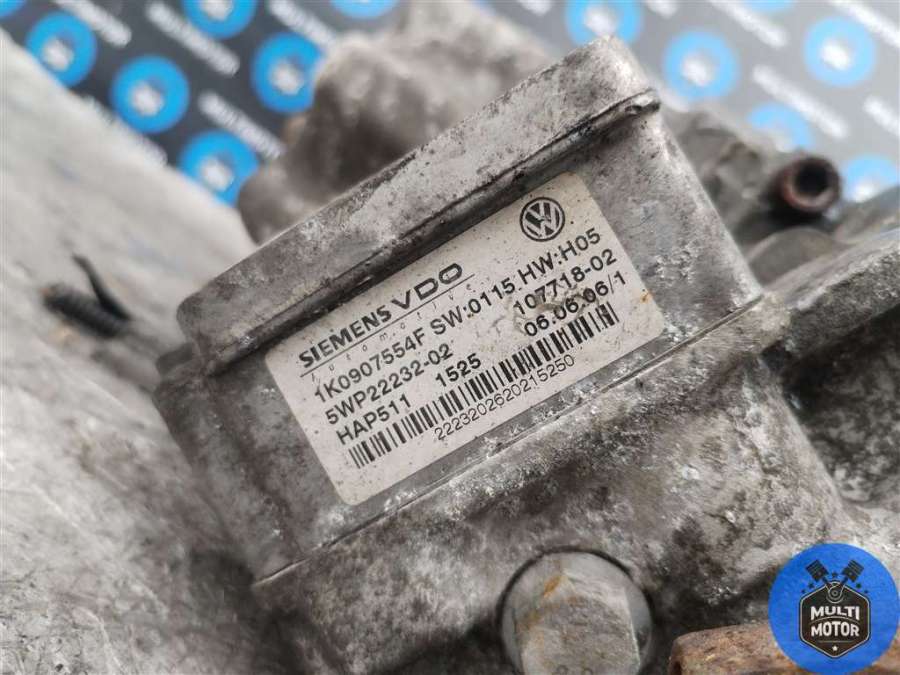 SIEMENS VDO
Automotive
1K0907554F SW:0115 HW:H05
5WP22232-02 107718-02
HAP511 1525 06.06.06/1
2223202620215250
MULTI
MOTOR